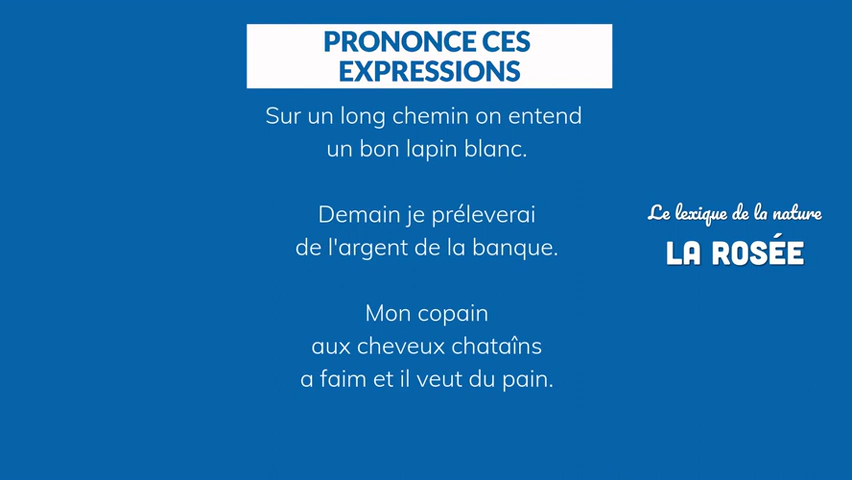 PRONONCE CES
EXPRESSIONS
Sur un long chemin on entend
un bon lapin blanc.
Demain je préleverai
de l'argent de la banque.
Mon copain
aux cheveux chataîns
a faim et il veut du pain.
Le lexique de la nature
LA ROSÉE